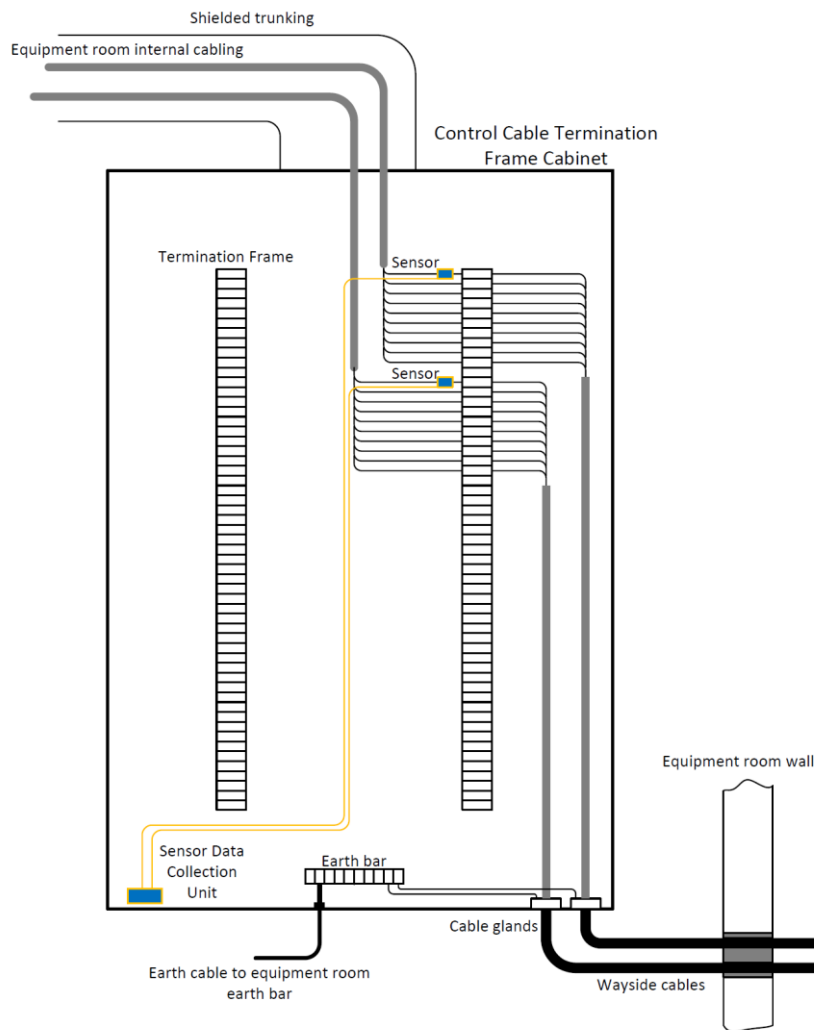 Shielded trunking
Equipment room internal cabling
Control Cable Termination
Frame Cabinet
Termination Frame
Sensor
Sensor
Equipment room wall
Sensor Data
Collection
Unit
Earth bar
Cable glands
Earth cable to equipment room
earth bar
Wayside cables